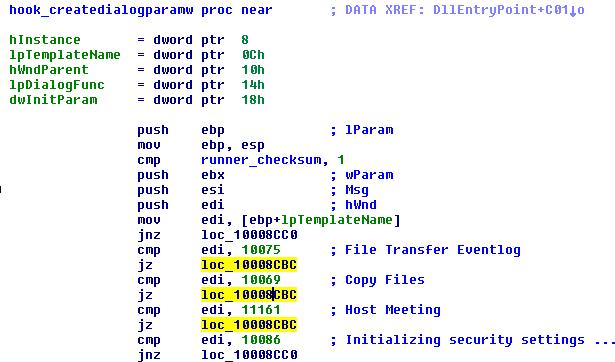 hook_createdialogparamw proc near ; DATA XREF: DllEntryPoint+C01↓o
hInstance = dword ptr 8
lpTemplateName = dword ptr 0Ch
hWndParent = dword ptr 10h
lpDialogFunc = dword ptr 14h
dwInitParam = dword ptr 18h
push ebp ; lParam
mov ebp, esp
cmp runner_checksum, 1
push ebx ; wParam
push esi ; Msg
push edi ; hWnd
mov edi, [ebp+lpTemplateName]
jnz loc_10008CC0
cmp edi, 10075 ; File Transfer Eventlog
jz loc_10008CBC
cmp edi, 10069 ; Copy Files
jz loc_10008CBC
cmp edi, 11161 ; Host Meeting
jz loc_10008CBC
cmp edi, 10086 ; Initializing security settings ...
jnz loc_10008CC0